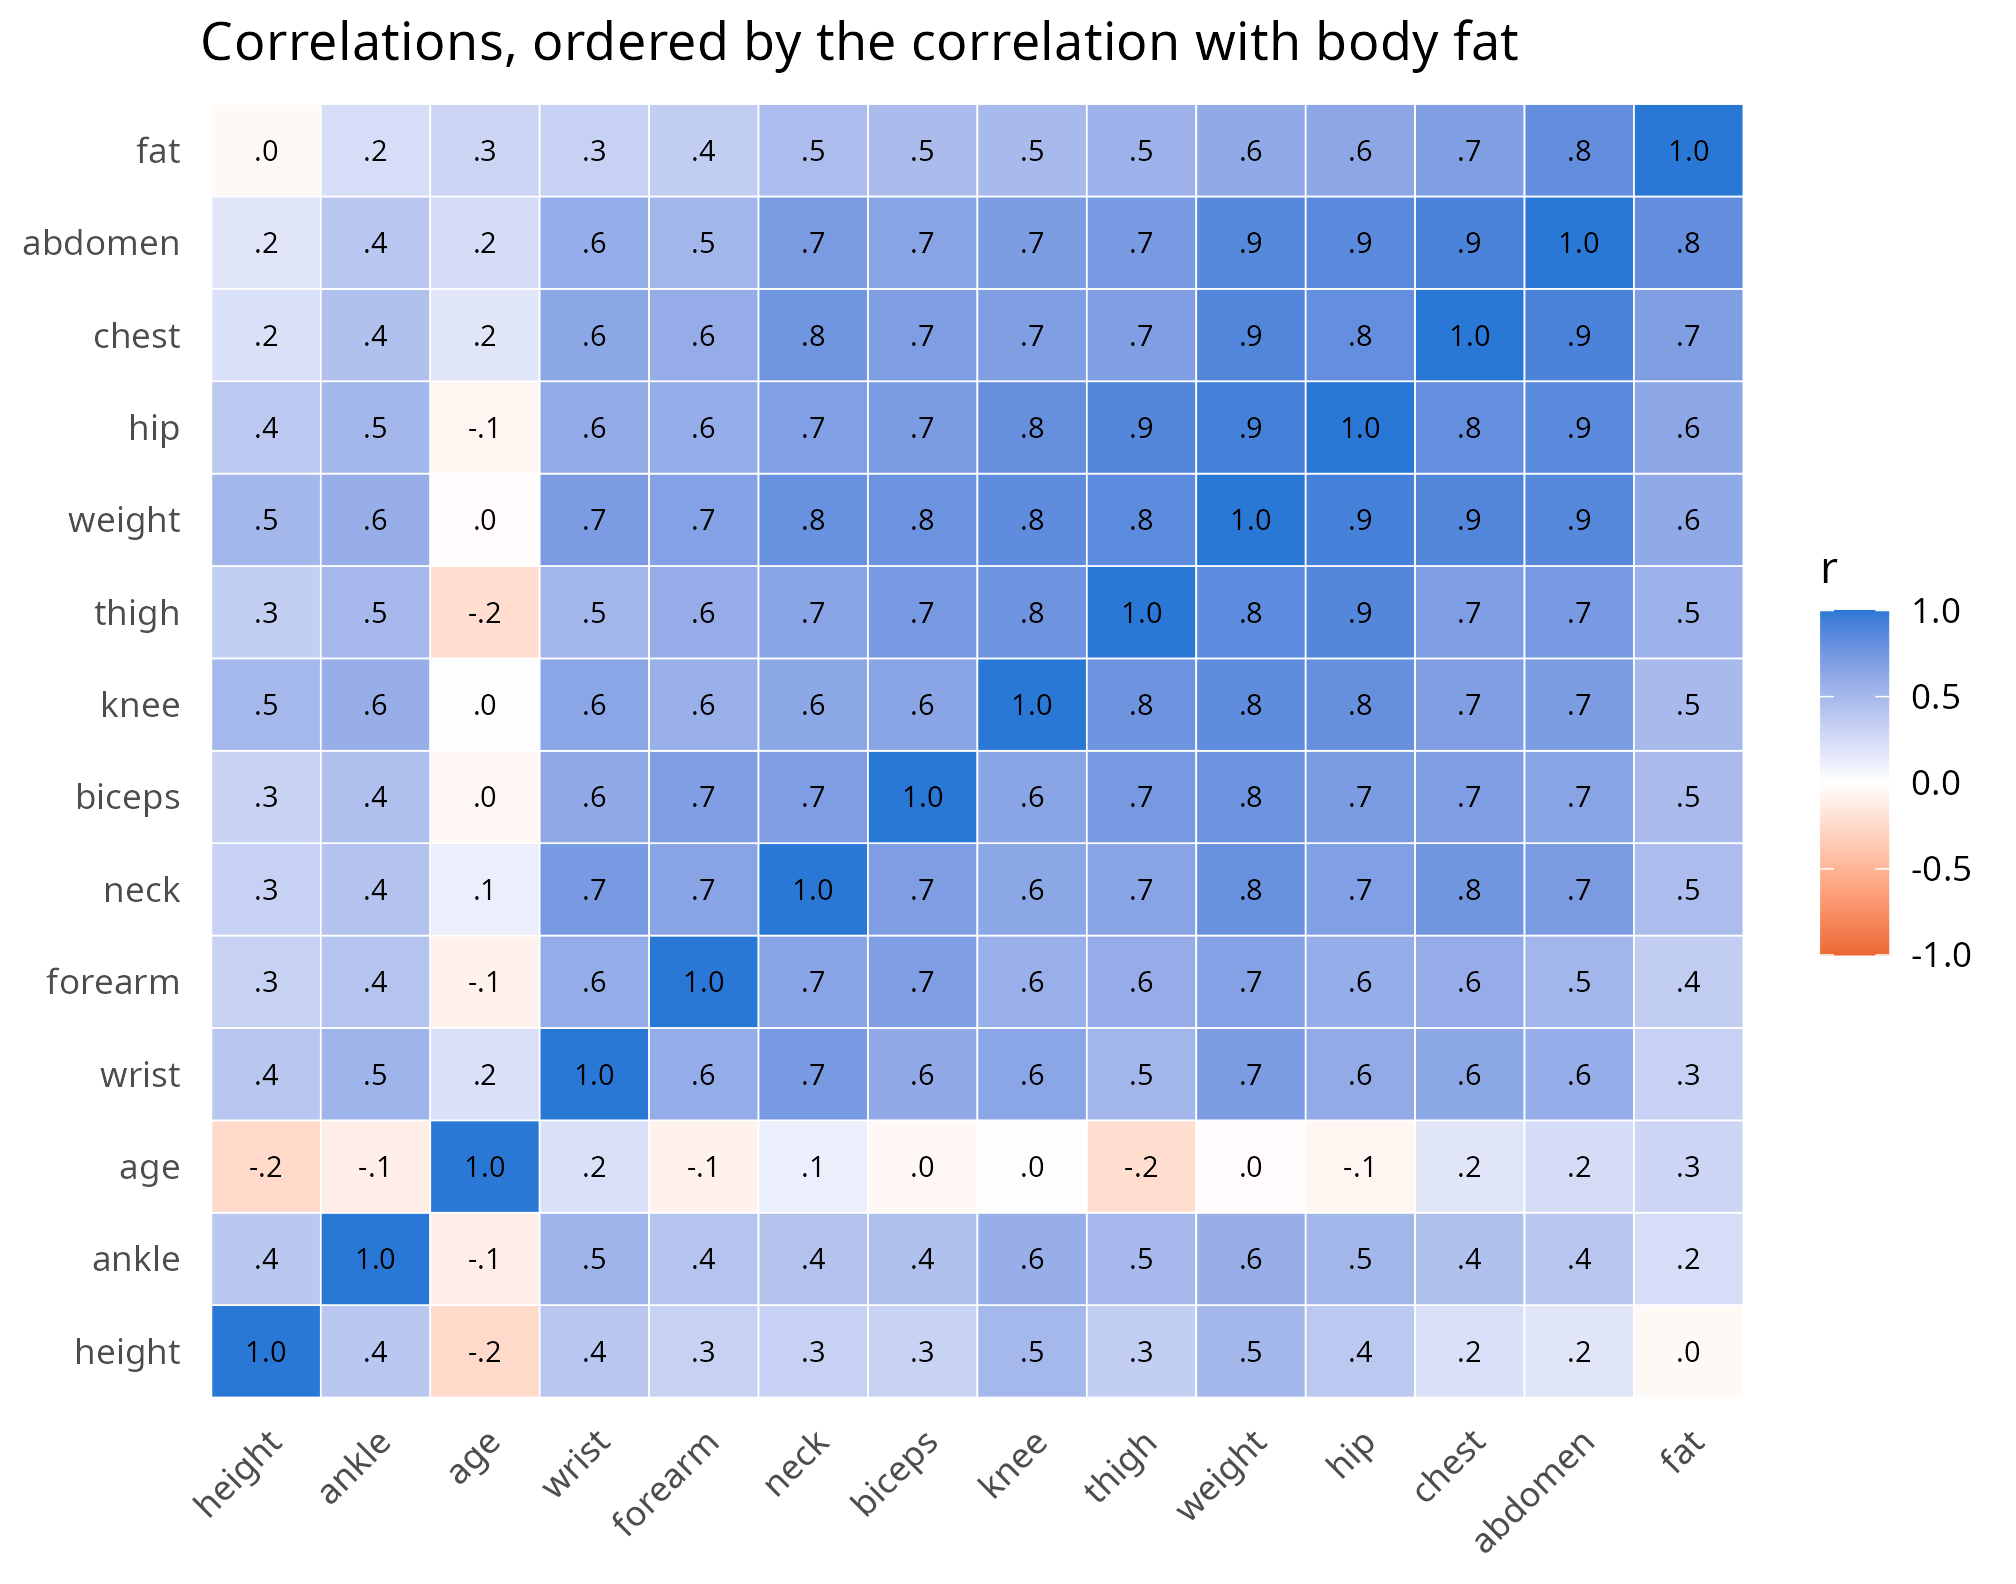 Correlations, ordered by the correlation with body fat
fat .0 .2 .3 .3 .4 .5 .5 .5 .5 .6 .6 .7 .8 1.0
abdomen .2 .4 .2 .6 .5 .7 .7 .7 .7 .9 .9 .9 1.0 .8
chest .2 .4 .2 .6 .6 .8 .7 .7 .7 .9 .8 1.0 .9 .7
hip .4 .5 -.1 .6 .6 .7 .7 .8 .9 .9 1.0 .8 .9 .6
weight .5 .6 .0 .7 .7 .8 .8 .8 .8 1.0 .9 .9 .9 .6
thigh .3 .5 -.2 .5 .6 .7 .7 .8 1.0 .8 .9 .7 .7 .5
knee .5 .6 .0 .6 .6 .6 .6 1.0 .8 .8 .8 .7 .7 .5
biceps .3 .4 .0 .6 .7 .7 1.0 .6 .7 .8 .7 .7 .7 .5
neck .3 .4 .1 .7 .7 1.0 .7 .6 .7 .8 .7 .8 .7 .5
forearm .3 .4 -.1 .6 1.0 .7 .7 .6 .6 .7 .6 .6 .5 .4
wrist .4 .5 .2 1.0 .6 .7 .6 .6 .5 .7 .6 .6 .6 .3
age -.2 -.1 1.0 .2 -.1 .1 .0 .0 -.2 .0 -.1 .2 .2 .3
ankle .4 1.0 -.1 .5 .4 .4 .4 .6 .5 .6 .5 .4 .4 .2
height 1.0 .4 -.2 .4 .3 .3 .3 .5 .3 .5 .4 .2 .2 .0
height ankle age wrist forearm neck biceps knee thigh weight hip chest abdomen fat
r
1.0
0.5
0.0
-0.5
-1.0